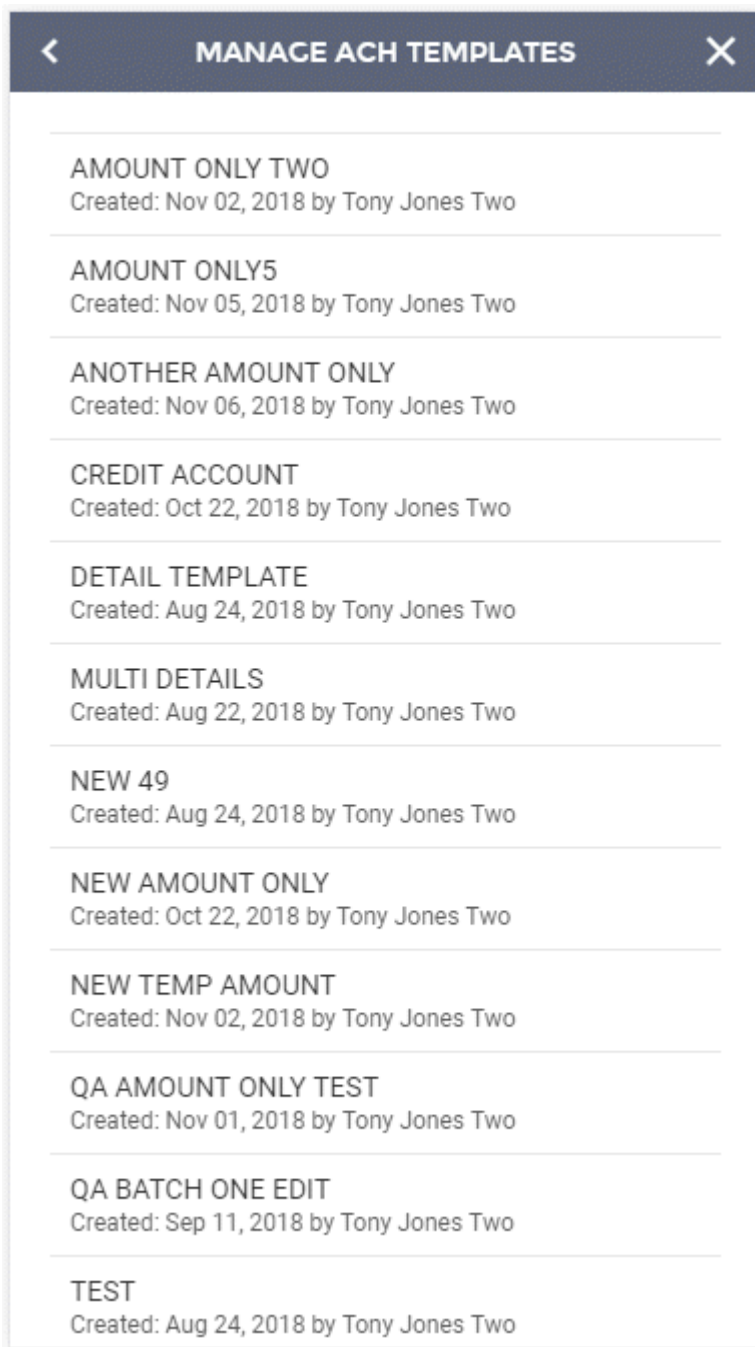 MANAGE ACH TEMPLATES
AMOUNT ONLY TWO
Created: Nov 02, 2018 by Tony Jones Two
AMOUNT ONLY5
Created: Nov 05, 2018 by Tony Jones Two
ANOTHER AMOUNT ONLY
Created: Nov 06, 2018 by Tony Jones Two
CREDIT ACCOUNT
Created: Oct 22, 2018 by Tony Jones Two
DETAIL TEMPLATE
Created: Aug 24, 2018 by Tony Jones Two
MULTI DETAILS
Created: Aug 22, 2018 by Tony Jones Two
NEW 49
Created: Aug 24, 2018 by Tony Jones Two
NEW AMOUNT ONLY
Created: Oct 22, 2018 by Tony Jones Two
NEW TEMP AMOUNT
Created: Nov 02, 2018 by Tony Jones Two
QA AMOUNT ONLY TEST
Created: Nov 01, 2018 by Tony Jones Two
QA BATCH ONE EDIT
Created: Sep 11, 2018 by Tony Jones Two
TEST
Created: Aug 24, 2018 by Tony Jones Two